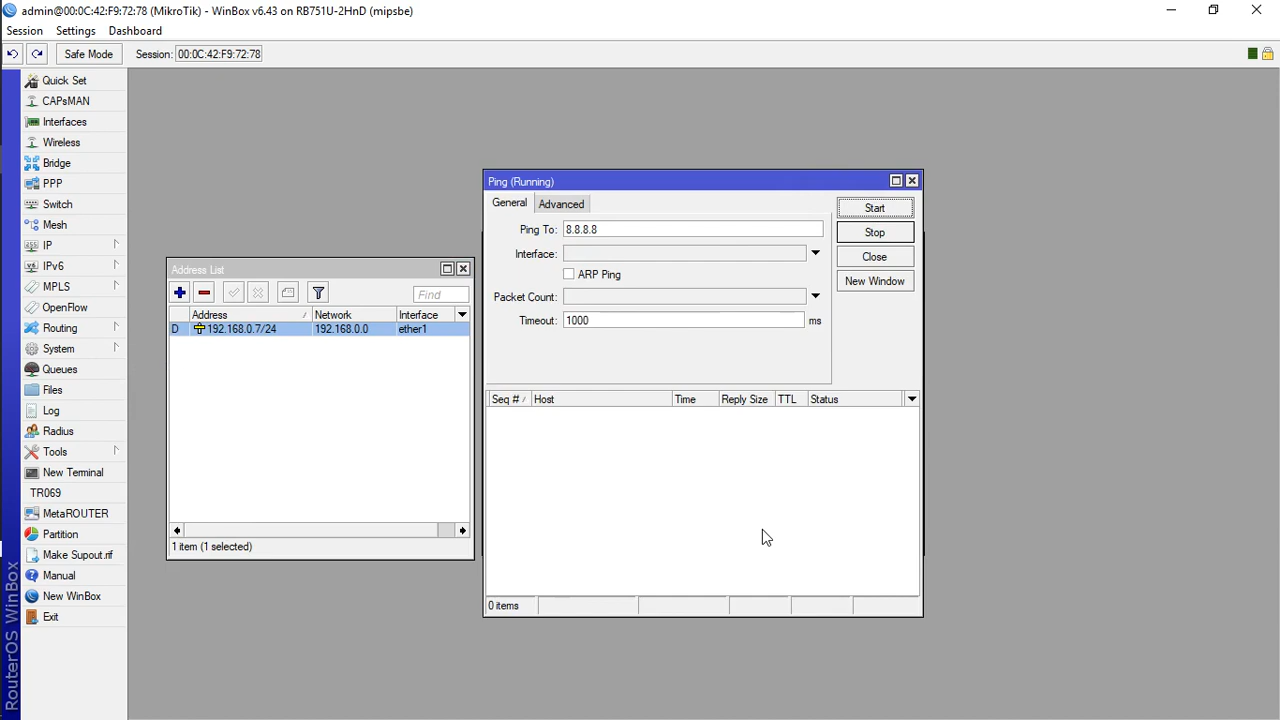 admin@00:0C:42:F9:72:78 (MikroTik) - WinBox v6.43 on RB751U-2HnD (mipsbe)
Session Settings Dashboard
Safe Mode Session: 00:0C:42:F9:72:78
Quick Set
CAPsMAN
Interfaces
Wireless
Bridge
PPP
Switch
Mesh
IP
IPv6
MPLS
OpenFlow
Routing
System
Queues
Files
Log
Radius
Tools
New Terminal
TR069
MetaROUTER
Partition
Make Supout.rif
Manual
New WinBox
Exit
RouterOS WinBox
Address List
Find
Address Network Interface
D 192.168.0.7/24 192.168.0.0 ether1
1 item (1 selected)
Ping (Running)
General Advanced
Ping To: 8.8.8.8
Interface:
ARP Ping
Packet Count:
Timeout: 1000 ms
Start
Stop
Close
New Window
Seq # Host Time Reply Size TTL Status
0 items